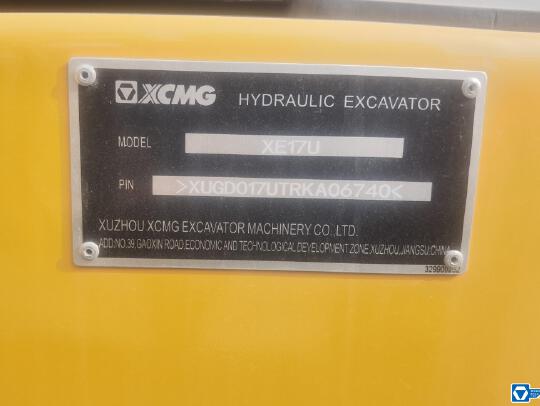 XCMG HYDRAULIC EXCAVATOR
MODEL XE17U
PIN >XUGD017UTRKA06740<
XUZHOU XCMG EXCAVATOR MACHINERY CO., LTD.
ADD:NO.39, GAOXIN ROAD, ECONOMIC AND TECHNOLOGICAL DEVELOPMENT ZONE, XUZHOU, JIANGSU, CHINA